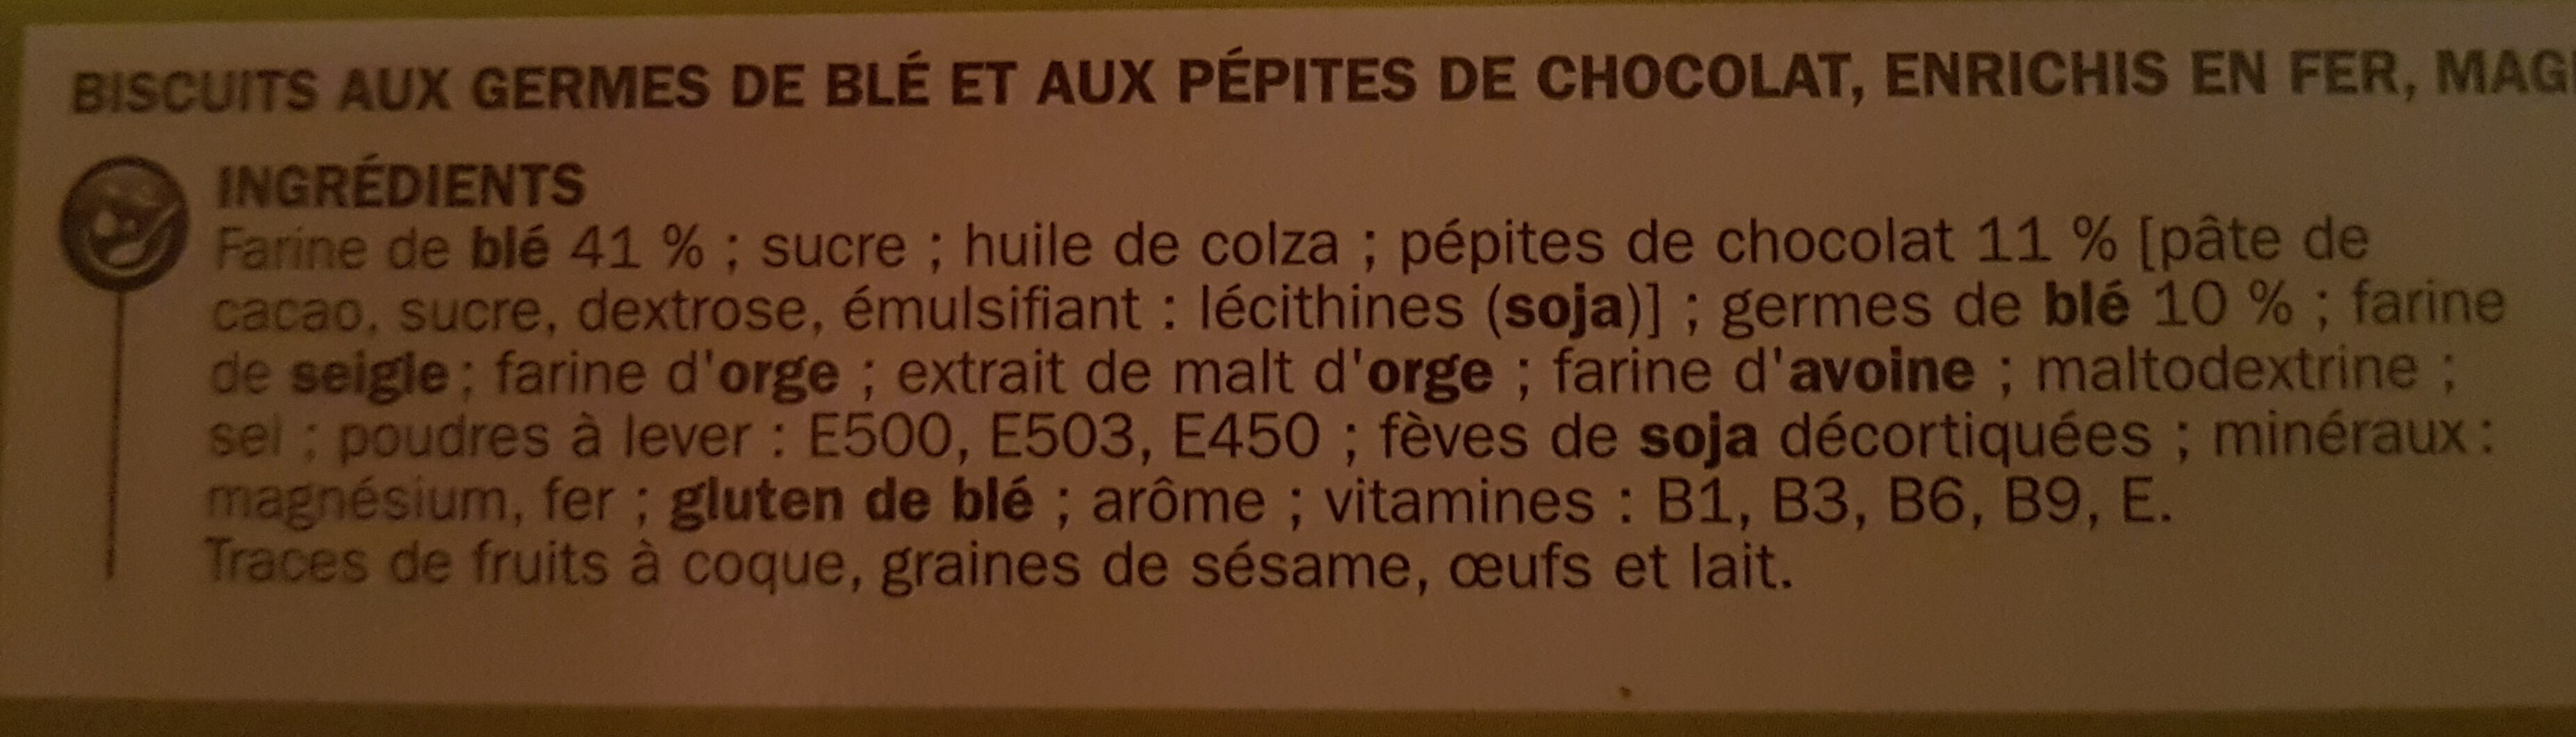 BISCUITS AUX GERMES DE BLÉ ET AUX PÉPITES DE CHOCOLAT, ENRICHIS EN FER,
INGRÉDIENTS
Farine de blé 41 % ; sucre ; huile de colza ; pépites de chocolat 11 % [pâte de
cacao, sucre, dextrose, émulsifiant : lécithines (soja)] ; germes de blé 10 % ; farine
de seigle ; farine d'orge ; extrait de malt d'orge ; farine d'avoine ; maltodextrine ;
sel ; poudres à lever : E500, E503, E450 ; fèves de soja décortiquées ; minéraux :
magnésium, fer ; gluten de blé ; arôme ; vitamines : B1, B3, B6, B9, E.
Traces de fruits à coque, graines de sésame, œufs et lait.